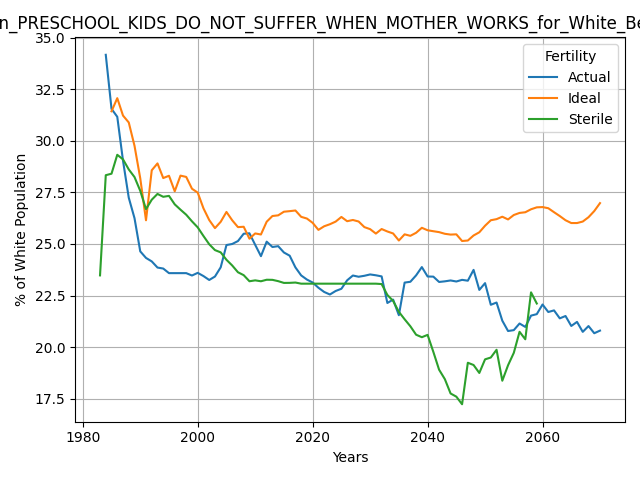 n_PRESCHOOL_KIDS_DO_NOT_SUFFER_WHEN_MOTHER_WORKS_for_White_Be
35.0
32.5
30.0
27.5
25.0
22.5
20.0
17.5
% of White Population
Fertility
Actual
Ideal
Sterile
1980
2000
2020
2040
2060
Years